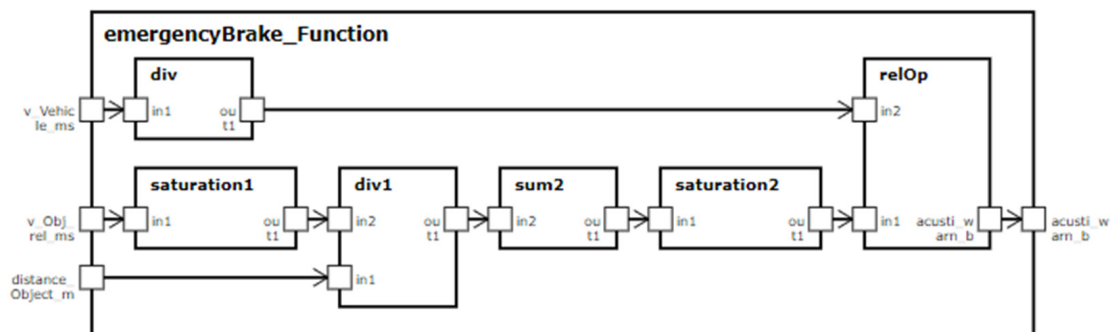 emergencyBrake_Function
div
relOp
v_Vehic
le_ms
in1
ou
t1
in2
saturation1
div1
sum2
saturation2
v_Obj_
rel_ms
in1
ou
t1
in2
ou
t1
in2
ou
t1
in1
ou
t1
in1
acusti_w
arn_b
acusti_w
arn_b
distance_
Object_m
in1